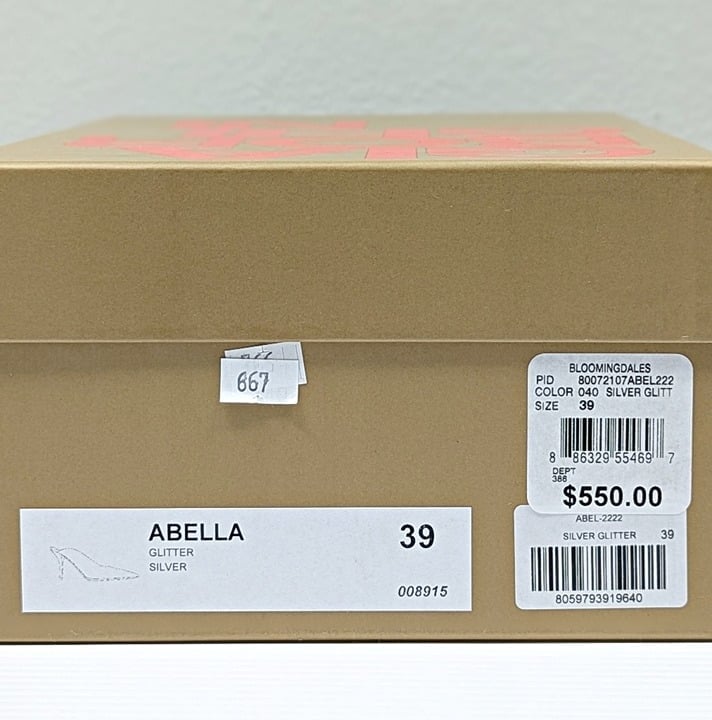 667
BLOOMINGDALES
PID 80072107ABEL222
COLOR 040 SILVER GLITT
SIZE 39
8 86329 55469 7
DEPT
388
$550.00
ABEL-2222
SILVER GLITTER 39
8059793919640
ABELLA 39
GLITTER
SILVER
008915